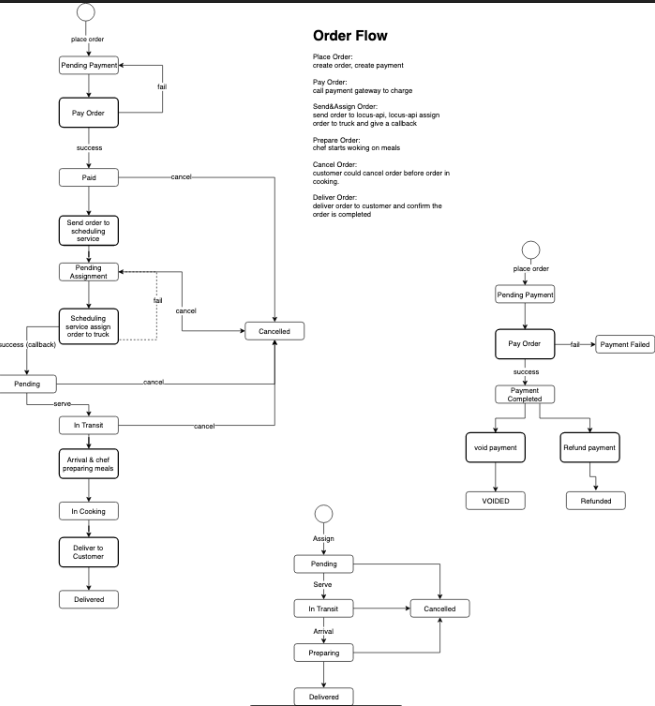 place order
Pending Payment
fail
Pay Order
success
Paid
cancel
Send order to
scheduling
service
Pending
Assignment
fail
cancel
Scheduling
service assign
order to truck
Cancelled
success (callback)
Pending
cancel
serve
In Transit
cancel
Arrival & chef
preparing meals
In Cooking
Deliver to
Customer
Delivered
Order Flow
Place Order:
create order, create payment
Pay Order:
call payment gateway to charge
Send&Assign Order:
send order to locus-api, locus-api assign
order to truck and give a callback
Prepare Order:
chef starts woking on meals
Cancel Order:
customer could cancel order before order in
cooking.
Deliver Order:
deliver order to customer and confirm the
order is completed
place order
Pending Payment
Pay Order
fail
Payment Failed
success
Payment
Completed
void payment
Refund payment
VOIDED
Refunded
Assign
Pending
Serve
In Transit
Cancelled
Arrival
Preparing
Delivered